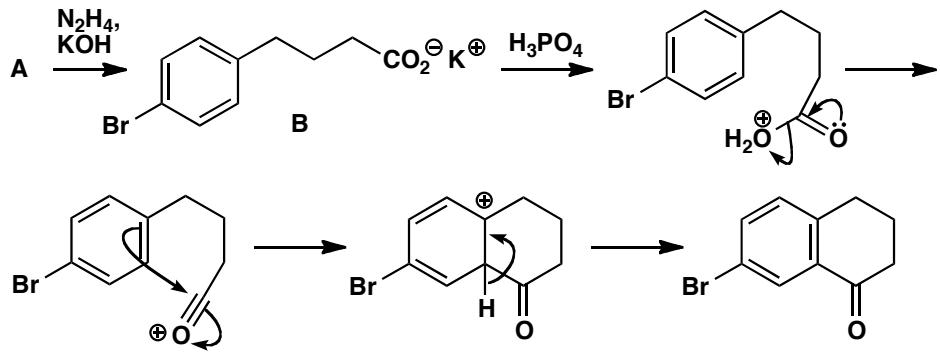 N2H4,
KOH
A
CO2⊖ K⊕
Br
B
H3PO4
Br
⊕
H2O
O
Br
⊕
O
⊕
Br
H
O
Br
O